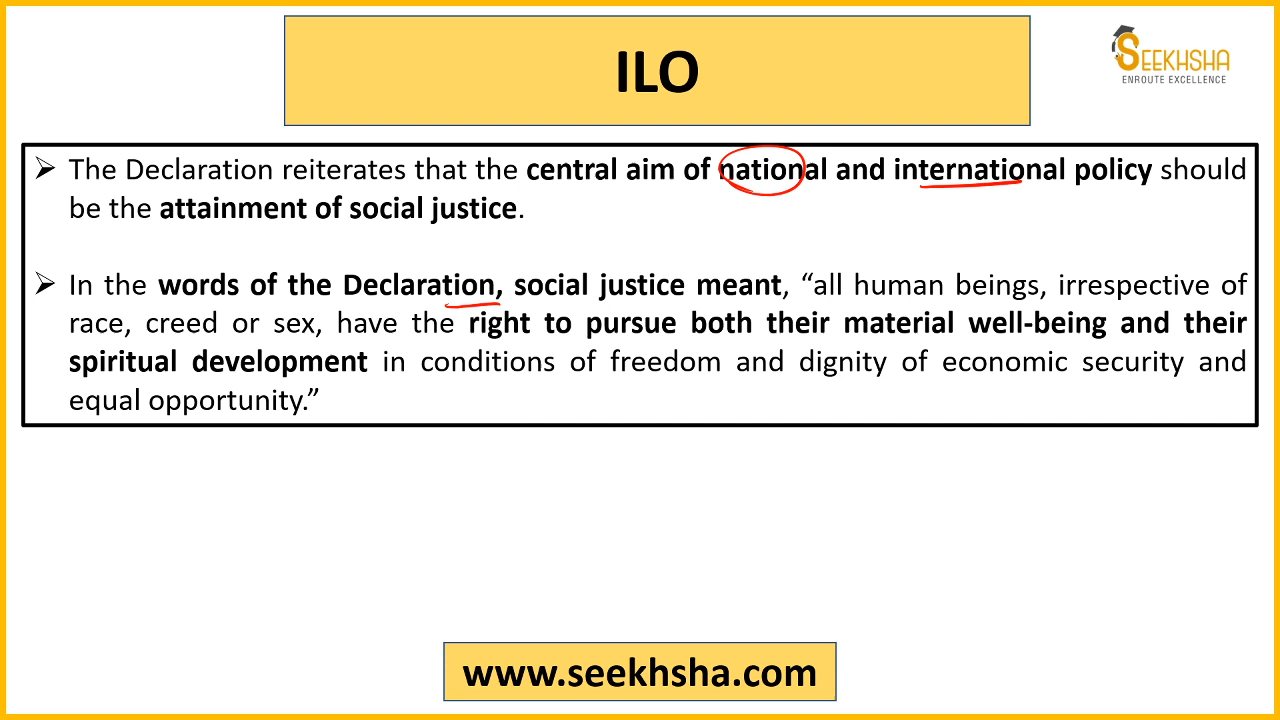 ILO
SEEKHSHA
ENROUTE EXCELLENCE
➢ The Declaration reiterates that the central aim of national and international policy should
be the attainment of social justice.
➢ In the words of the Declaration, social justice meant, “all human beings, irrespective of
race, creed or sex, have the right to pursue both their material well-being and their
spiritual development in conditions of freedom and dignity of economic security and
equal opportunity.”
www.seekhsha.com